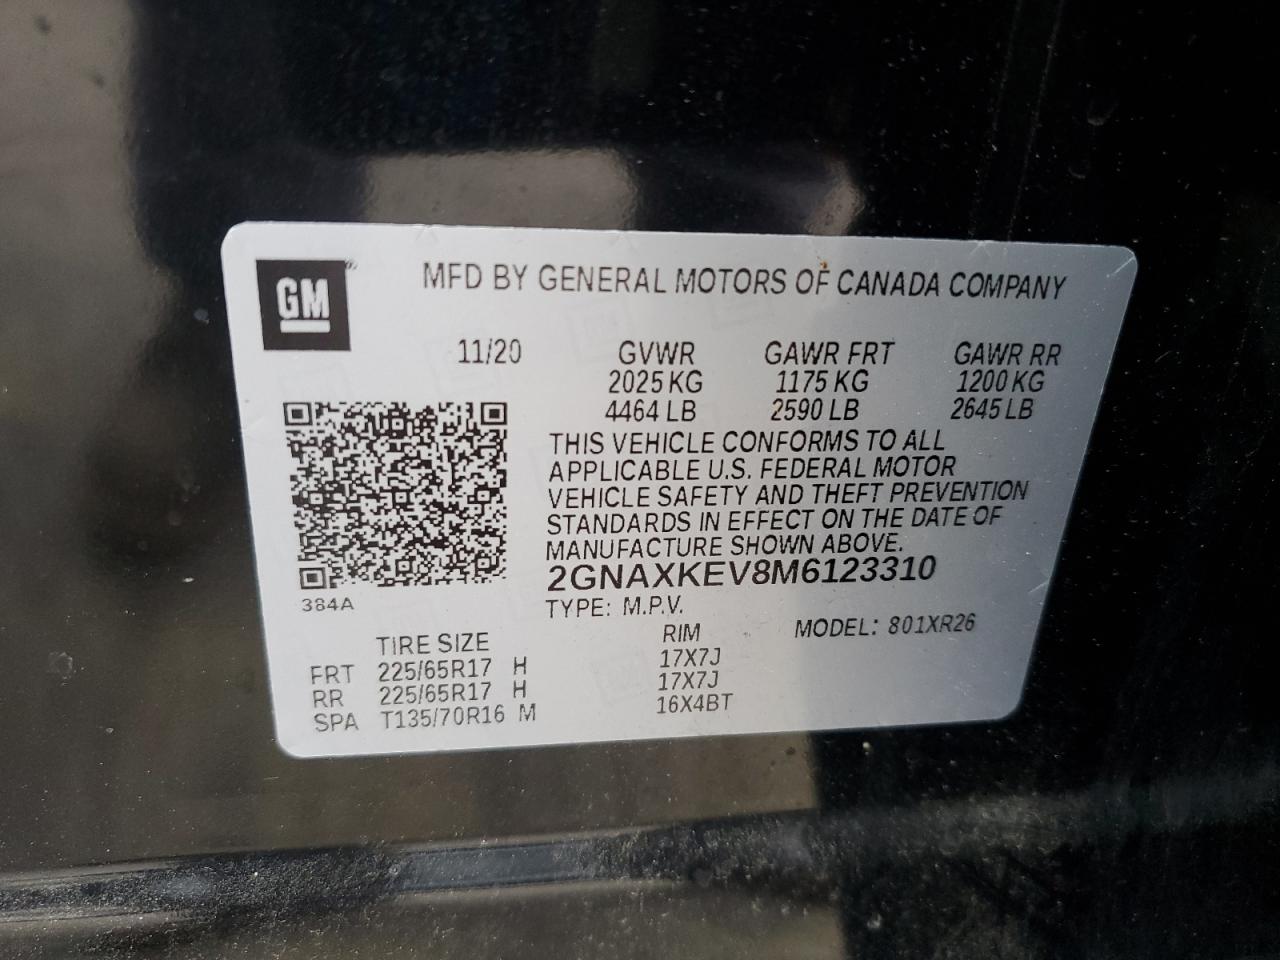 GM
MFD BY GENERAL MOTORS OF CANADA COMPANY
11/20 GVWR GAWR FRT GAWR RR
2025 KG 1175 KG 1200 KG
4464 LB 2590 LB 2645 LB
THIS VEHICLE CONFORMS TO ALL
APPLICABLE U.S. FEDERAL MOTOR
VEHICLE SAFETY AND THEFT PREVENTION
STANDARDS IN EFFECT ON THE DATE OF
MANUFACTURE SHOWN ABOVE.
2GNAXKEV8M6123310
384A
TYPE: M.P.V. MODEL: 801XR26
TIRE SIZE RIM
FRT 225/65R17 H 17X7J
RR 225/65R17 H 17X7J
SPA T135/70R16 M 16X4BT